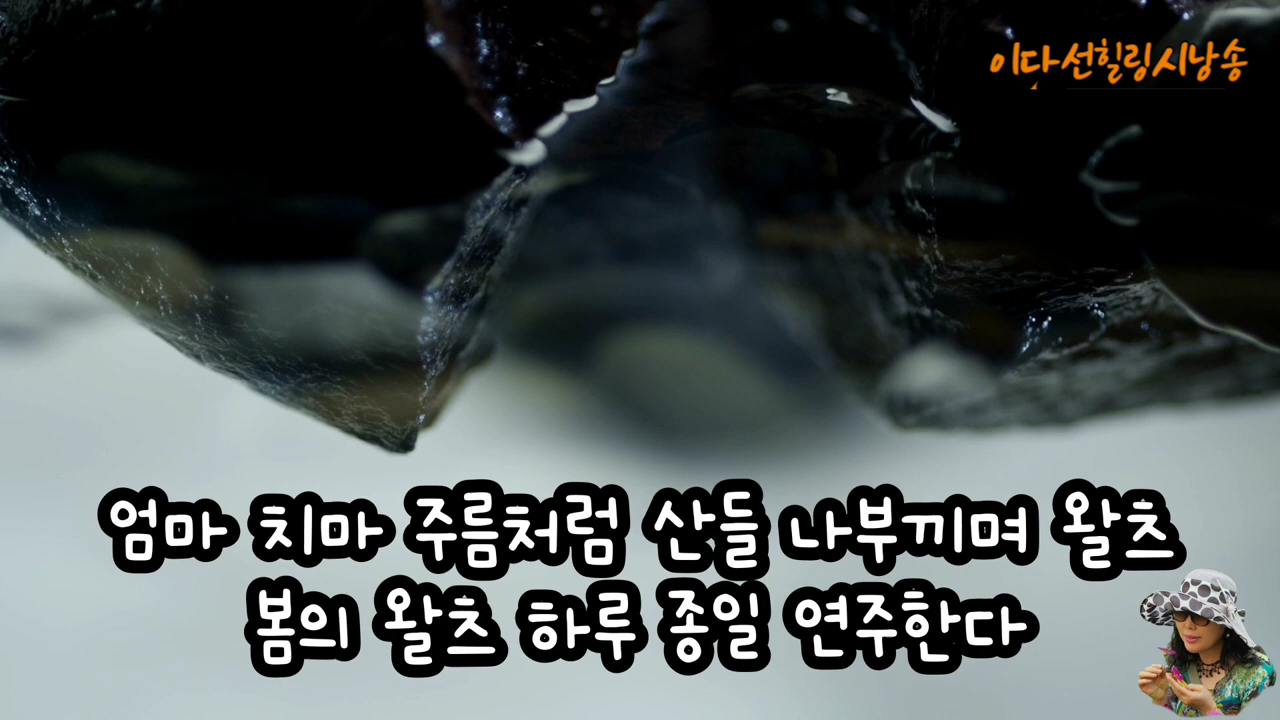 이다선힐링시낭송
엄마 치마 주름처럼 산들 나부끼며 왈츠
봄의 왈츠 하루 종일 연주한다